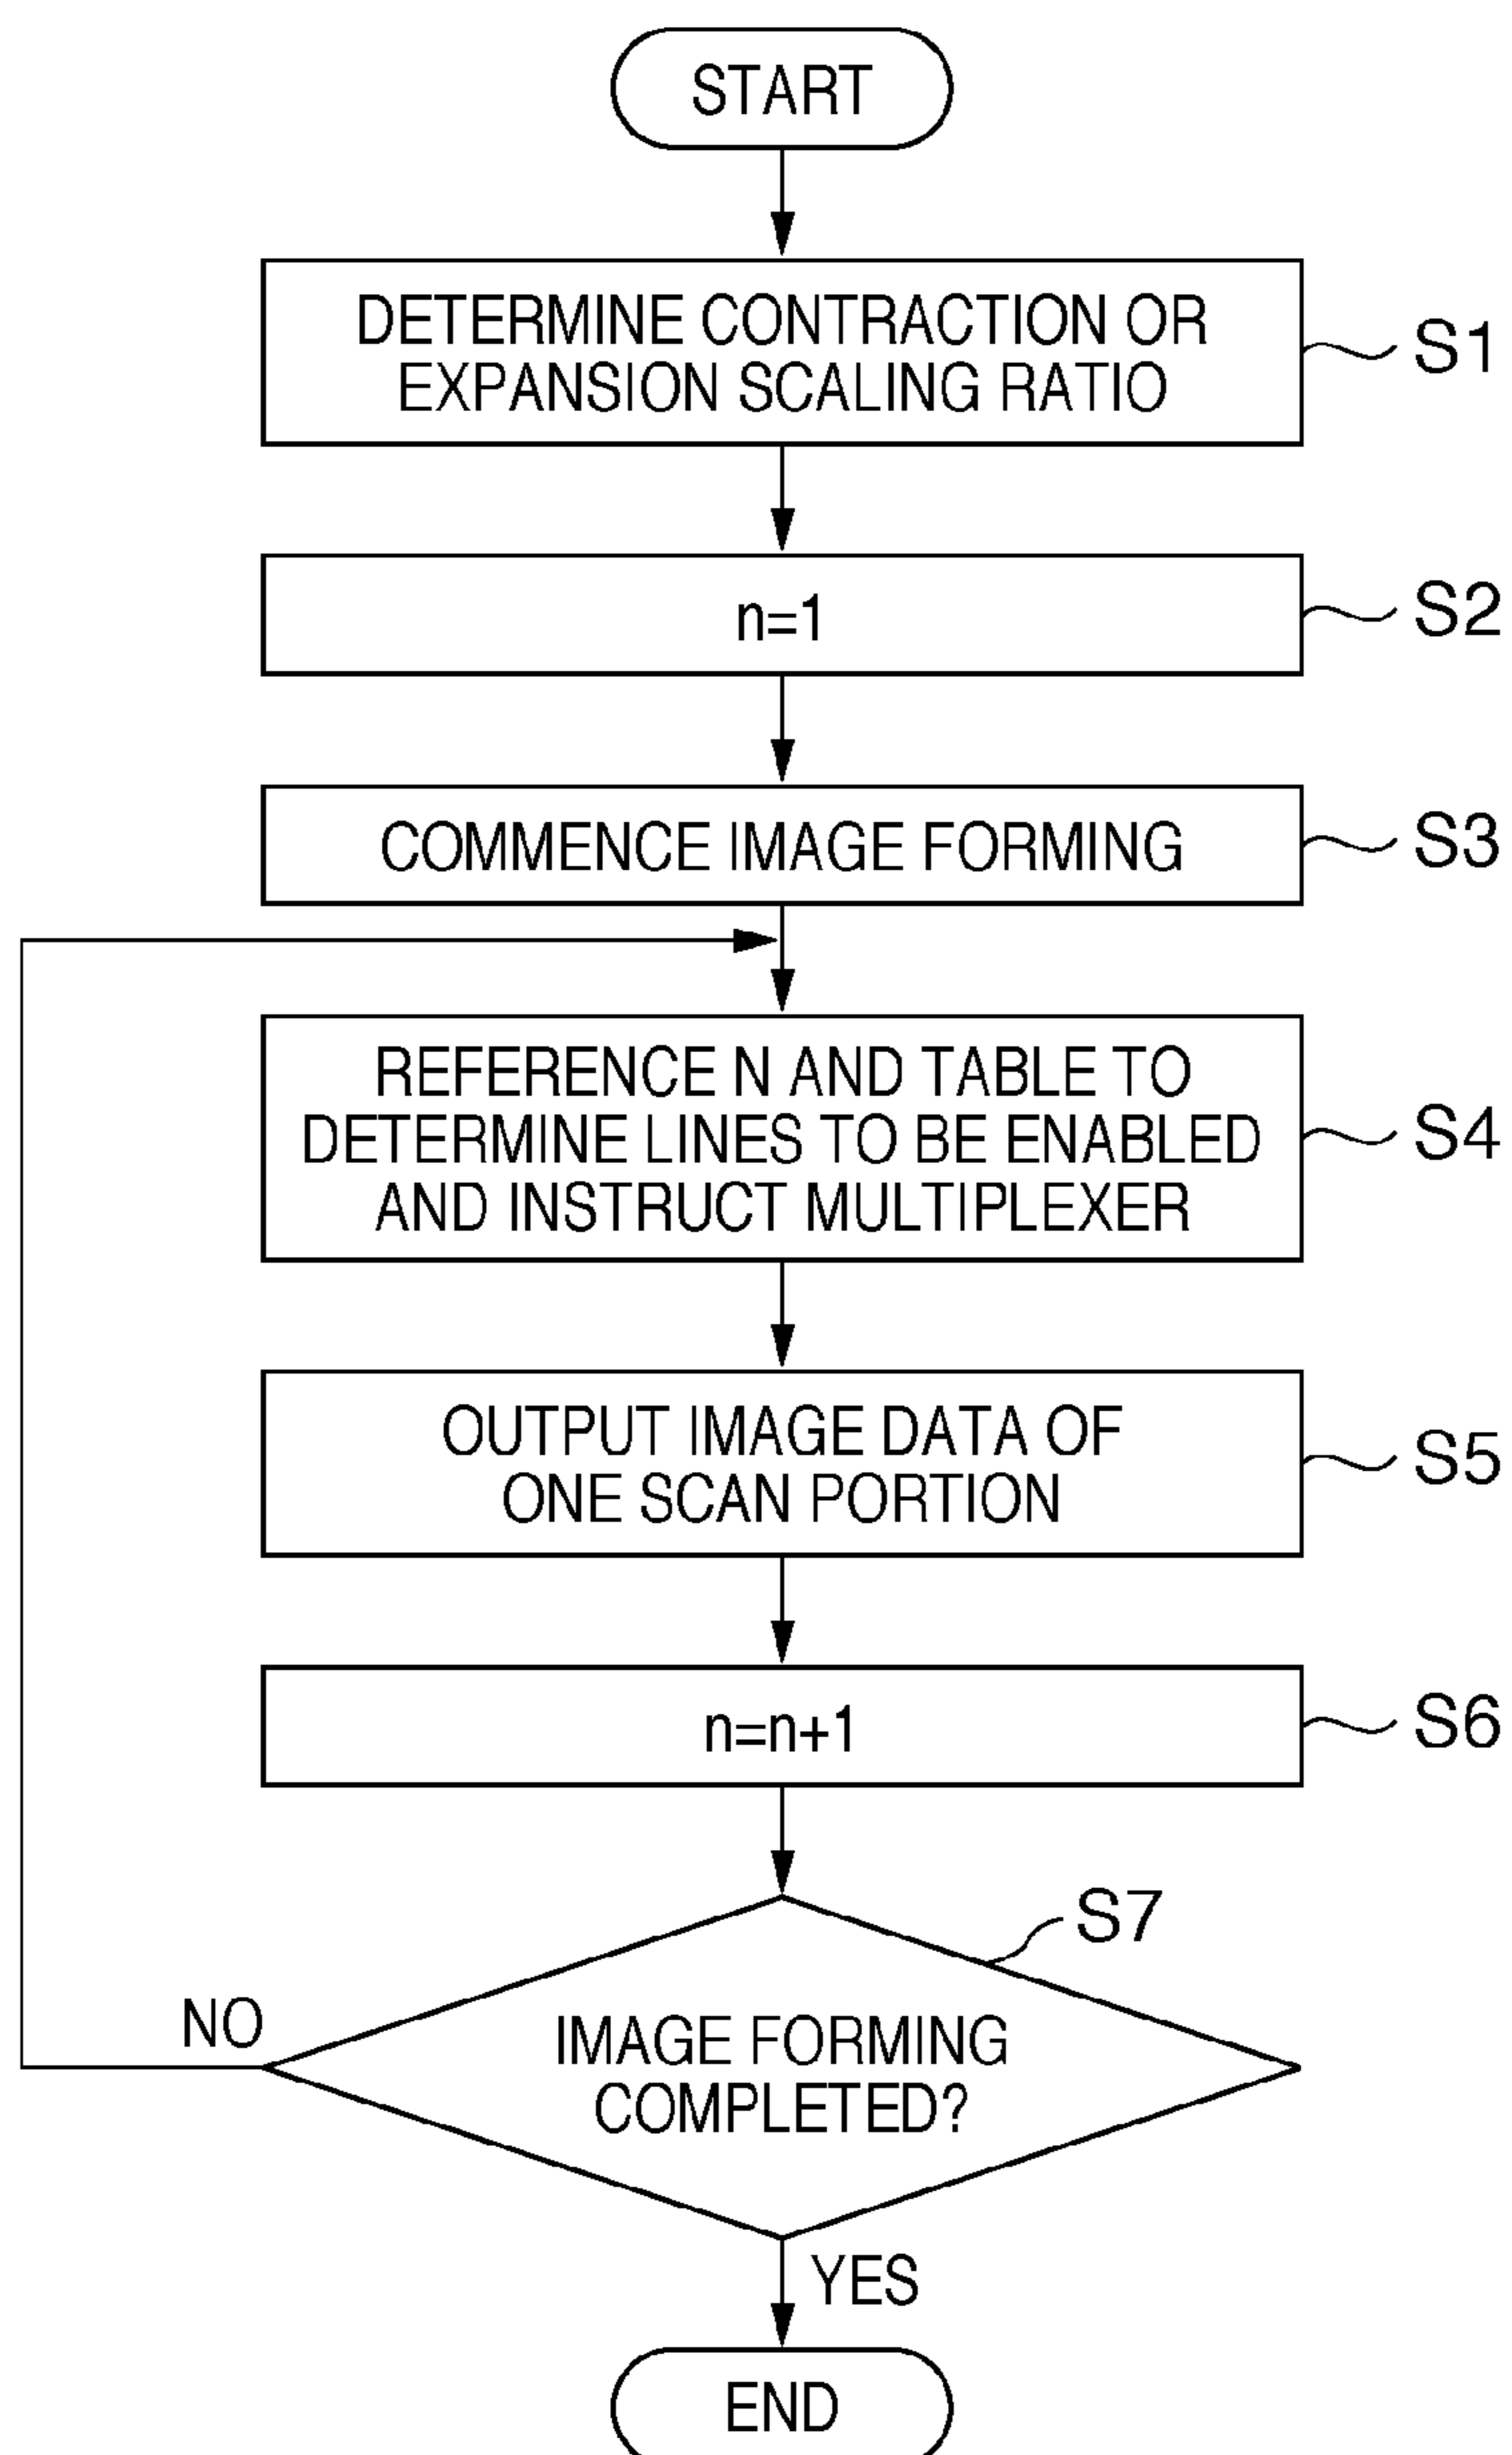 START
DETERMINE CONTRACTION OR
EXPANSION SCALING RATIO
S1
n=1
S2
COMMENCE IMAGE FORMING
S3
REFERENCE N AND TABLE TO
DETERMINE LINES TO BE ENABLED
AND INSTRUCT MULTIPLEXER
S4
OUTPUT IMAGE DATA OF
ONE SCAN PORTION
S5
n=n+1
S6
S7
NO
IMAGE FORMING
COMPLETED?
YES
END